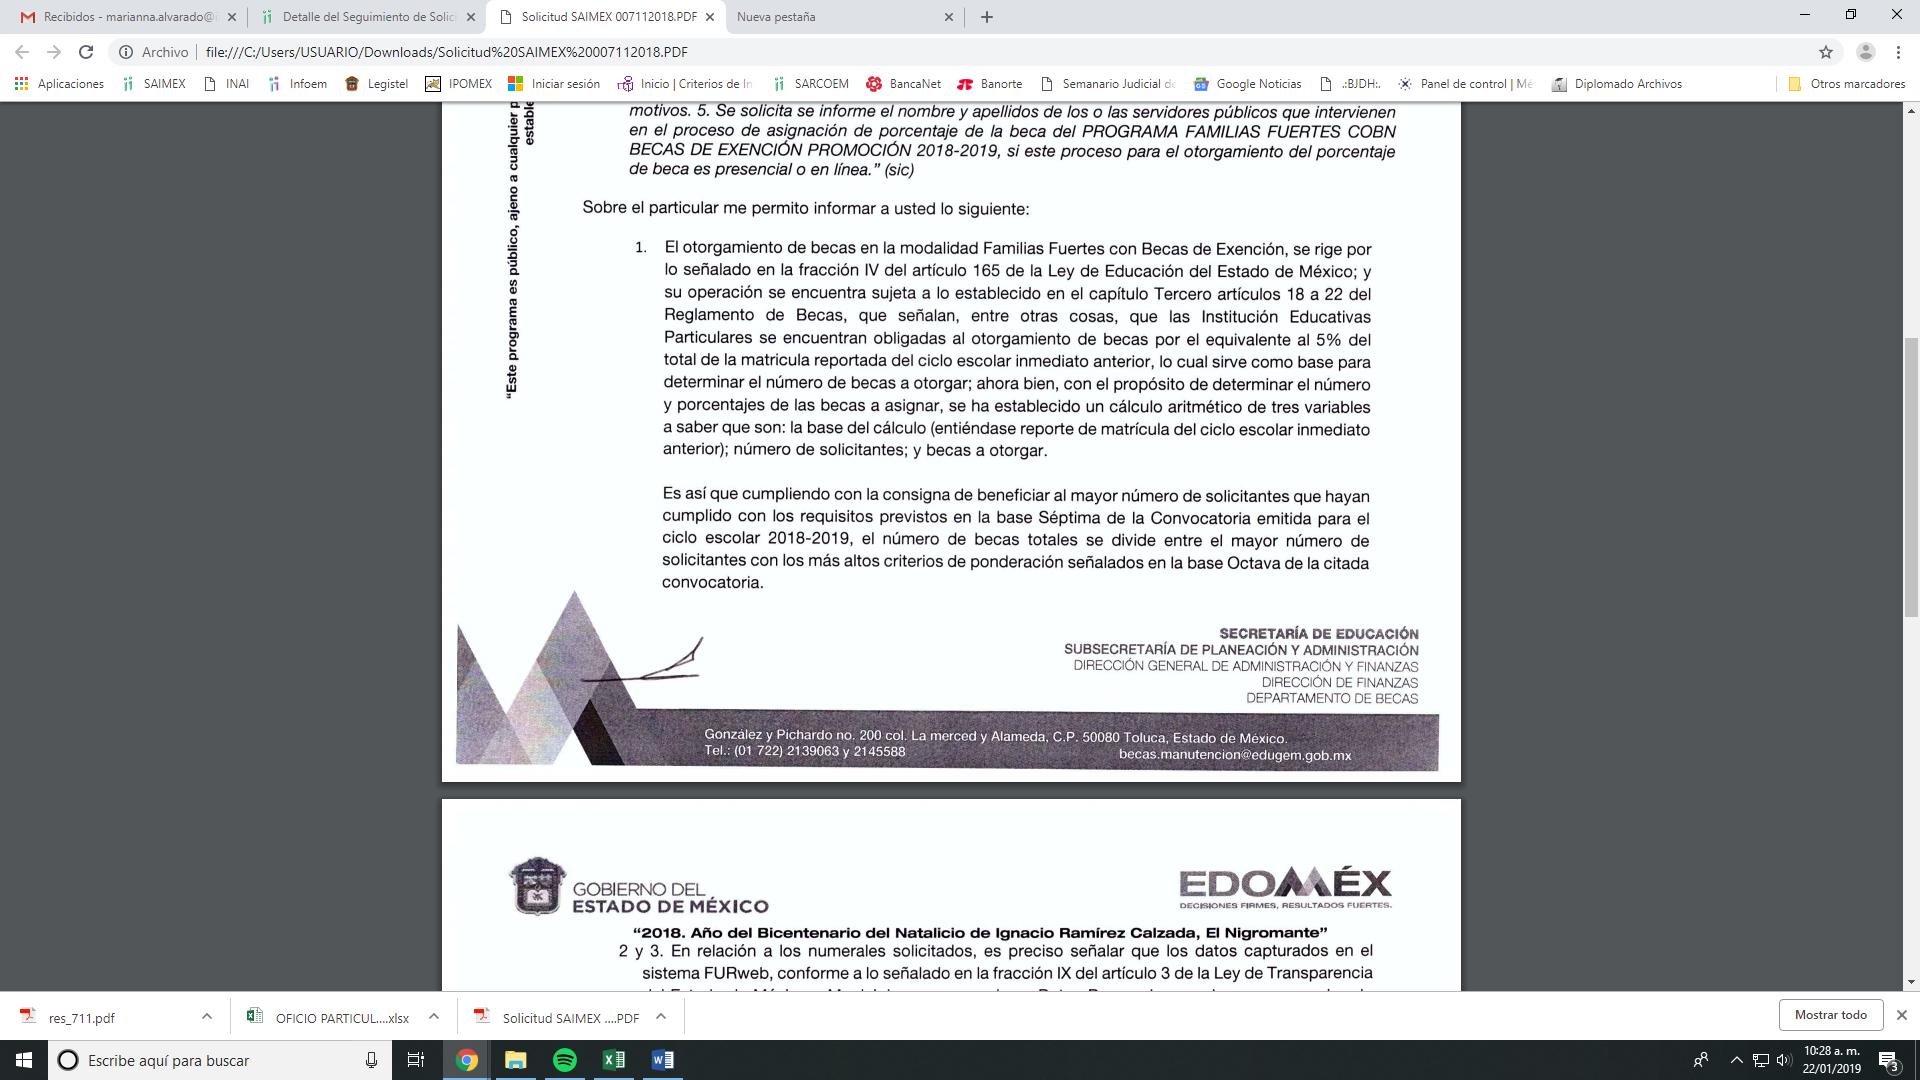 Recibidos - marianna.alvarado@i
Detalle del Seguimiento de Solic
Solicitud SAIMEX 007112018.PDF
Nueva pestaña
Archivo
file:///C:/Users/USUARIO/Downloads/Solicitud%20SAIMEX%20007112018.PDF
Aplicaciones
SAIMEX
INAI
Infoem
Legistel
IPOMEX
Iniciar sesión
Inicio | Criterios de In
SARCOEM
BancaNet
Banorte
Semanario Judicial de
Google Noticias
.:BJDH:.
Panel de control | Mé
Diplomado Archivos
Otros marcadores
"Este programa es público, ajeno a cualquier p
estable
motivos. 5. Se solicita se informe el nombre y apellidos de los o las servidores públicos que intervienen
en el proceso de asignación de porcentaje de la beca del PROGRAMA FAMILIAS FUERTES COBN
BECAS DE EXENCIÓN PROMOCIÓN 2018-2019, si este proceso para el otorgamiento del porcentaje
de beca es presencial o en línea." (sic)
Sobre el particular me permito informar a usted lo siguiente:
1. El otorgamiento de becas en la modalidad Familias Fuertes con Becas de Exención, se rige por
lo señalado en la fracción IV del artículo 165 de la Ley de Educación del Estado de México; y
su operación se encuentra sujeta a lo establecido en el capítulo Tercero artículos 18 a 22 del
Reglamento de Becas, que señalan, entre otras cosas, que las Institución Educativas
Particulares se encuentran obligadas al otorgamiento de becas por el equivalente al 5% del
total de la matricula reportada del ciclo escolar inmediato anterior, lo cual sirve como base para
determinar el número de becas a otorgar; ahora bien, con el propósito de determinar el número
y porcentajes de las becas a asignar, se ha establecido un cálculo aritmético de tres variables
a saber que son: la base del cálculo (entiéndase reporte de matrícula del ciclo escolar inmediato
anterior); número de solicitantes; y becas a otorgar.
Es así que cumpliendo con la consigna de beneficiar al mayor número de solicitantes que hayan
cumplido con los requisitos previstos en la base Séptima de la Convocatoria emitida para el
ciclo escolar 2018-2019, el número de becas totales se divide entre el mayor número de
solicitantes con los más altos criterios de ponderación señalados en la base Octava de la citada
convocatoria.
SECRETARÍA DE EDUCACIÓN
SUBSECRETARÍA DE PLANEACIÓN Y ADMINISTRACIÓN
DIRECCIÓN GENERAL DE ADMINISTRACIÓN Y FINANZAS
DIRECCIÓN DE FINANZAS
DEPARTAMENTO DE BECAS
González y Pichardo no. 200 col. La merced y Alameda, C.P. 50080 Toluca, Estado de México.
Tel.: (01 722) 2139063 y 2145588
becas.manutencion@edugem.gob.mx
GOBIERNO DEL
ESTADO DE MÉXICO
EDOMÉX
DECISIONES FIRMES, RESULTADOS FUERTES.
"2018. Año del Bicentenario del Natalicio de Ignacio Ramírez Calzada, El Nigromante"
2 y 3. En relación a los numerales solicitados, es preciso señalar que los datos capturados en el
sistema FURweb, conforme a lo señalado en la fracción IX del artículo 3 de la Ley de Transparencia
res_711.pdf
OFICIO PARTICUL....xlsx
Solicitud SAIMEX ....PDF
Mostrar todo
Escribe aquí para buscar
10:28 a. m.
22/01/2019
3